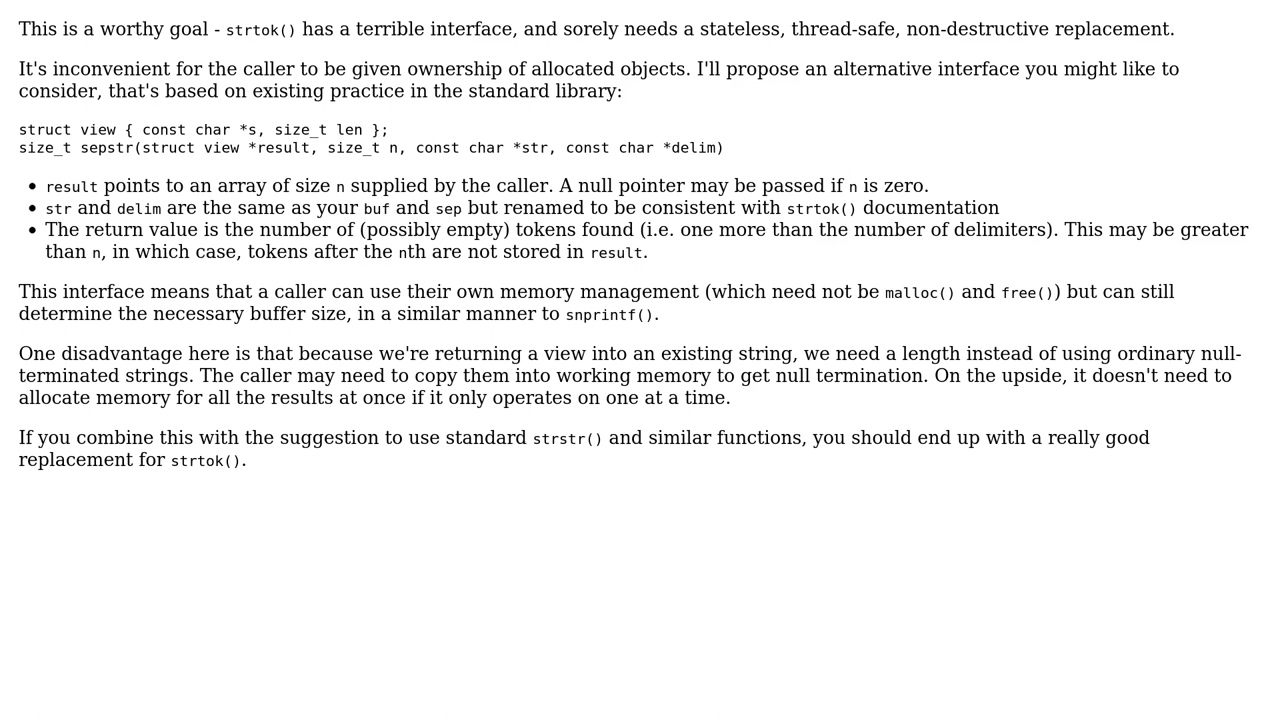 This is a worthy goal - strtok() has a terrible interface, and sorely needs a stateless, thread-safe, non-destructive replacement.
It's inconvenient for the caller to be given ownership of allocated objects. I'll propose an alternative interface you might like to
consider, that's based on existing practice in the standard library:
struct view { const char *s, size_t len };
size_t sepstr(struct view *result, size_t n, const char *str, const char *delim)
• result points to an array of size n supplied by the caller. A null pointer may be passed if n is zero.
• str and delim are the same as your buf and sep but renamed to be consistent with strtok() documentation
• The return value is the number of (possibly empty) tokens found (i.e. one more than the number of delimiters). This may be greater
than n, in which case, tokens after the nth are not stored in result.
This interface means that a caller can use their own memory management (which need not be malloc() and free()) but can still
determine the necessary buffer size, in a similar manner to snprintf().
One disadvantage here is that because we're returning a view into an existing string, we need a length instead of using ordinary null-
terminated strings. The caller may need to copy them into working memory to get null termination. On the upside, it doesn't need to
allocate memory for all the results at once if it only operates on one at a time.
If you combine this with the suggestion to use standard strstr() and similar functions, you should end up with a really good
replacement for strtok().